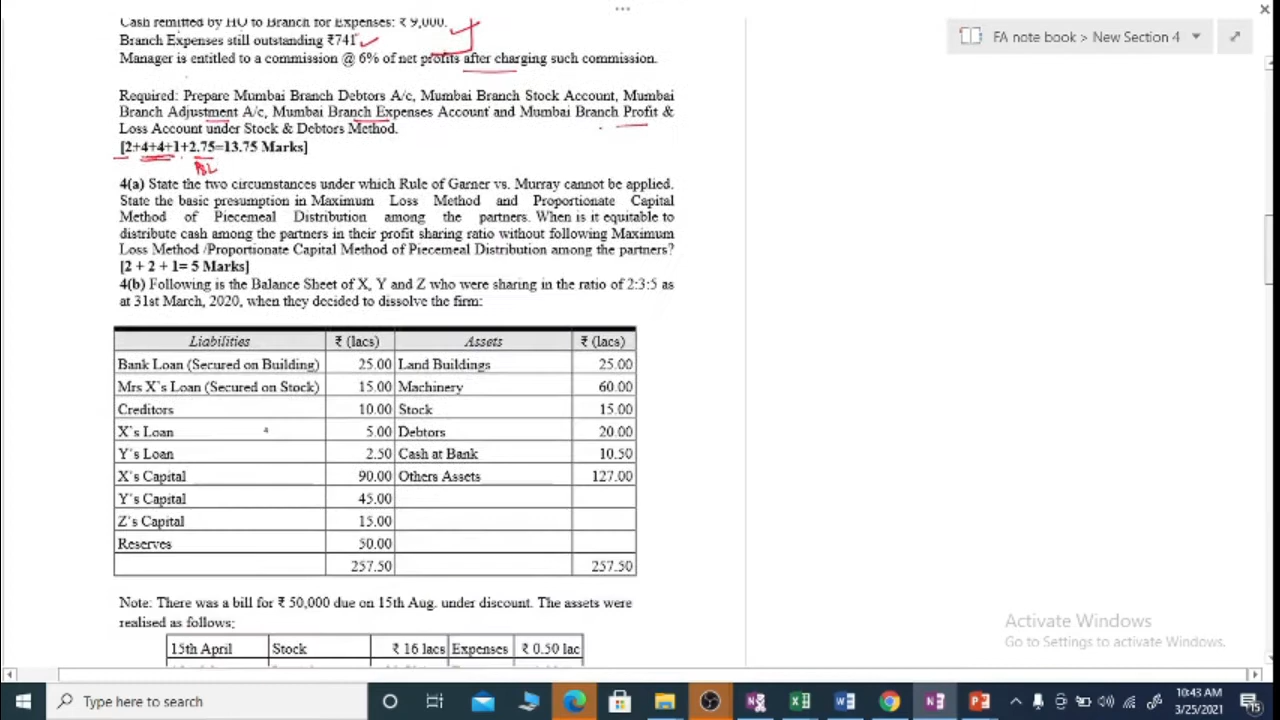 Cash remitted by HO to Branch for Expenses: ₹ 9,000.
Branch Expenses still outstanding ₹741
Manager is entitled to a commission @ 6% of net profits after charging such commission.
Required: Prepare Mumbai Branch Debtors A/c, Mumbai Branch Stock Account, Mumbai
Branch Adjustment A/c, Mumbai Branch Expenses Account and Mumbai Branch Profit &
Loss Account under Stock & Debtors Method.
[2+4+4+1+2.75=13.75 Marks]
4(a) State the two circumstances under which Rule of Garner vs. Murray cannot be applied.
State the basic presumption in Maximum Loss Method and Proportionate Capital
Method of Piecemeal Distribution among the partners. When is it equitable to
distribute cash among the partners in their profit sharing ratio without following Maximum
Loss Method /Proportionate Capital Method of Piecemeal Distribution among the partners?
[2 + 2 + 1= 5 Marks]
4(b) Following is the Balance Sheet of X, Y and Z who were sharing in the ratio of 2:3:5 as
at 31st March, 2020, when they decided to dissolve the firm:
Liabilities ₹ (lacs) Assets ₹ (lacs)
Bank Loan (Secured on Building) 25.00 Land Buildings 25.00
Mrs X's Loan (Secured on Stock) 15.00 Machinery 60.00
Creditors 10.00 Stock 15.00
X's Loan 5.00 Debtors 20.00
Y's Loan 2.50 Cash at Bank 10.50
X's Capital 90.00 Others Assets 127.00
Y's Capital 45.00
Z's Capital 15.00
Reserves 50.00
257.50 257.50
Note: There was a bill for ₹ 50,000 due on 15th Aug. under discount. The assets were
realised as follows:
15th April Stock ₹ 16 lacs Expenses ₹ 0.50 lac
FA note book > New Section 4
Activate Windows
Go to Settings to activate Windows.
Type here to search
10:43 AM
3/25/2021
15